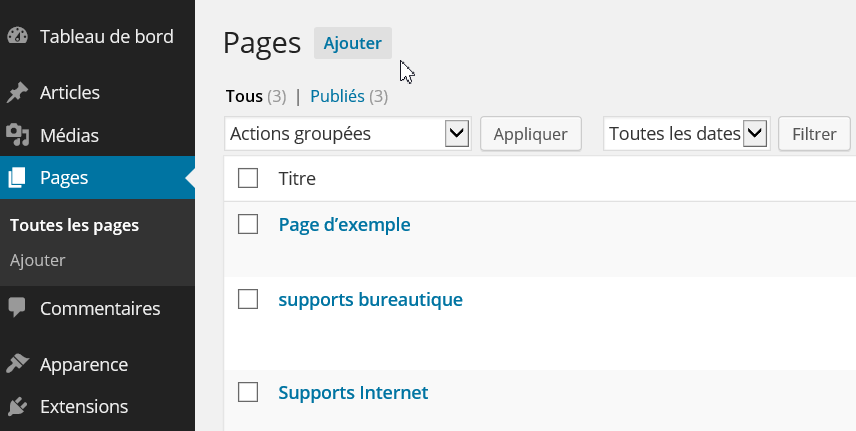 Tableau de bord
Articles
Médias
Pages
Toutes les pages
Ajouter
Commentaires
Apparence
Extensions
Pages Ajouter
Tous (3) | Publiés (3)
Actions groupées Appliquer Toutes les dates Filtrer
Titre
Page d’exemple
supports bureautique
Supports Internet